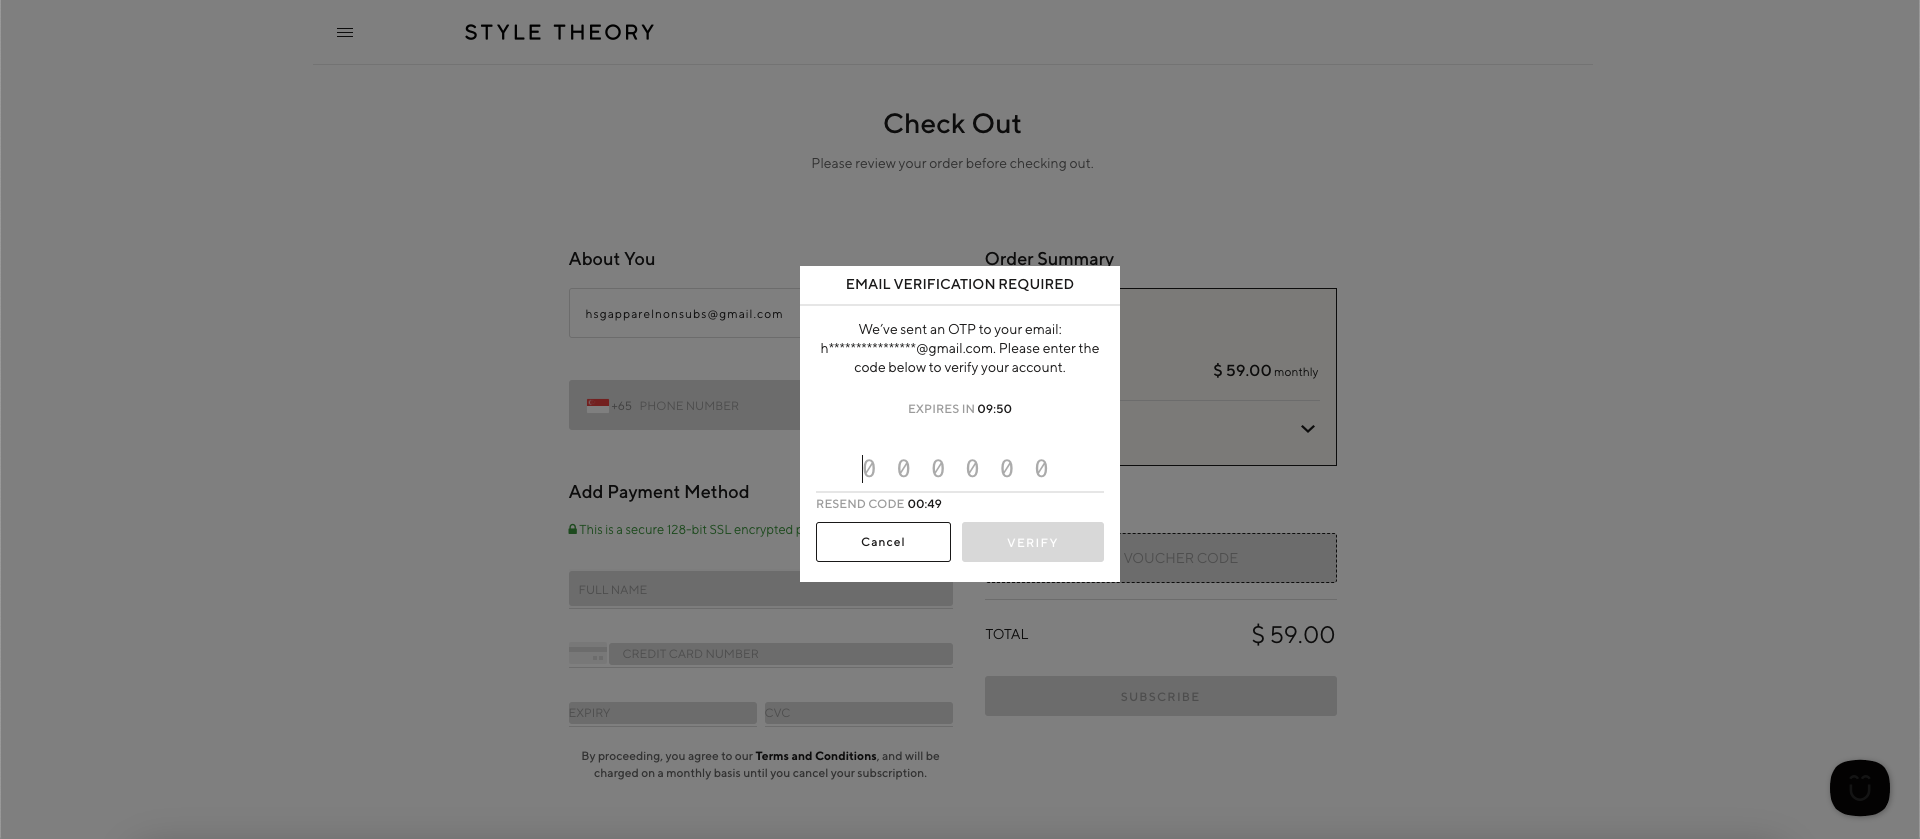 STYLE THEORY
Check Out
Please review your order before checking out.
About You
hsgapparelnonsubs@gmail.com
+65 PHONE NUMBER
Add Payment Method
This is a secure 128-bit SSL encrypted
FULL NAME
CREDIT CARD NUMBER
EXPIRY
CVC
By proceeding, you agree to our Terms and Conditions, and will be
charged on a monthly basis until you cancel your subscription.
EMAIL VERIFICATION REQUIRED
We've sent an OTP to your email:
h****************@gmail.com. Please enter the
code below to verify your account.
EXPIRES IN 09:50
0 0 0 0 0 0
RESEND CODE 00:49
Cancel
VERIFY
Order Summary
$ 59.00 monthly
VOUCHER CODE
TOTAL
$ 59.00
SUBSCRIBE